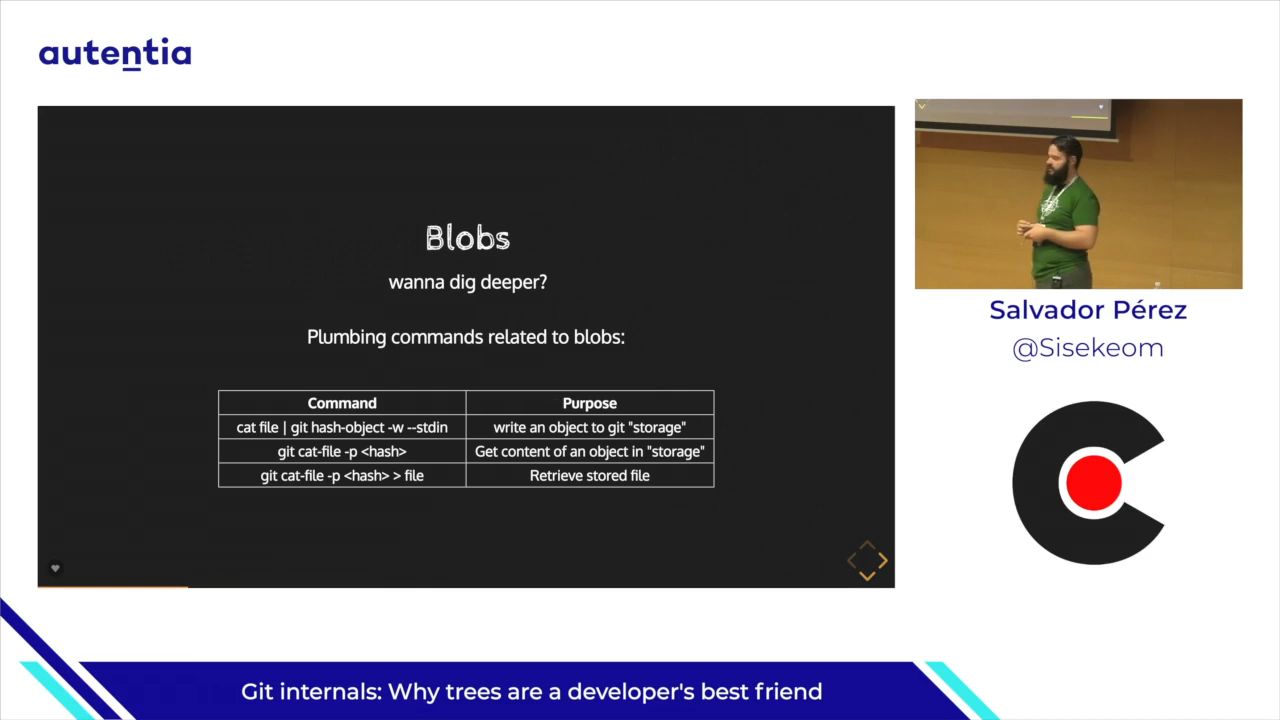 autentia
Blobs
wanna dig deeper?
Plumbing commands related to blobs:
Command Purpose
cat file | git hash-object -w --stdin write an object to git "storage"
git cat-file -p <hash> Get content of an object in "storage"
git cat-file -p <hash> > file Retrieve stored file
Salvador Pérez
@Sisekeom
Git internals: Why trees are a developer's best friend